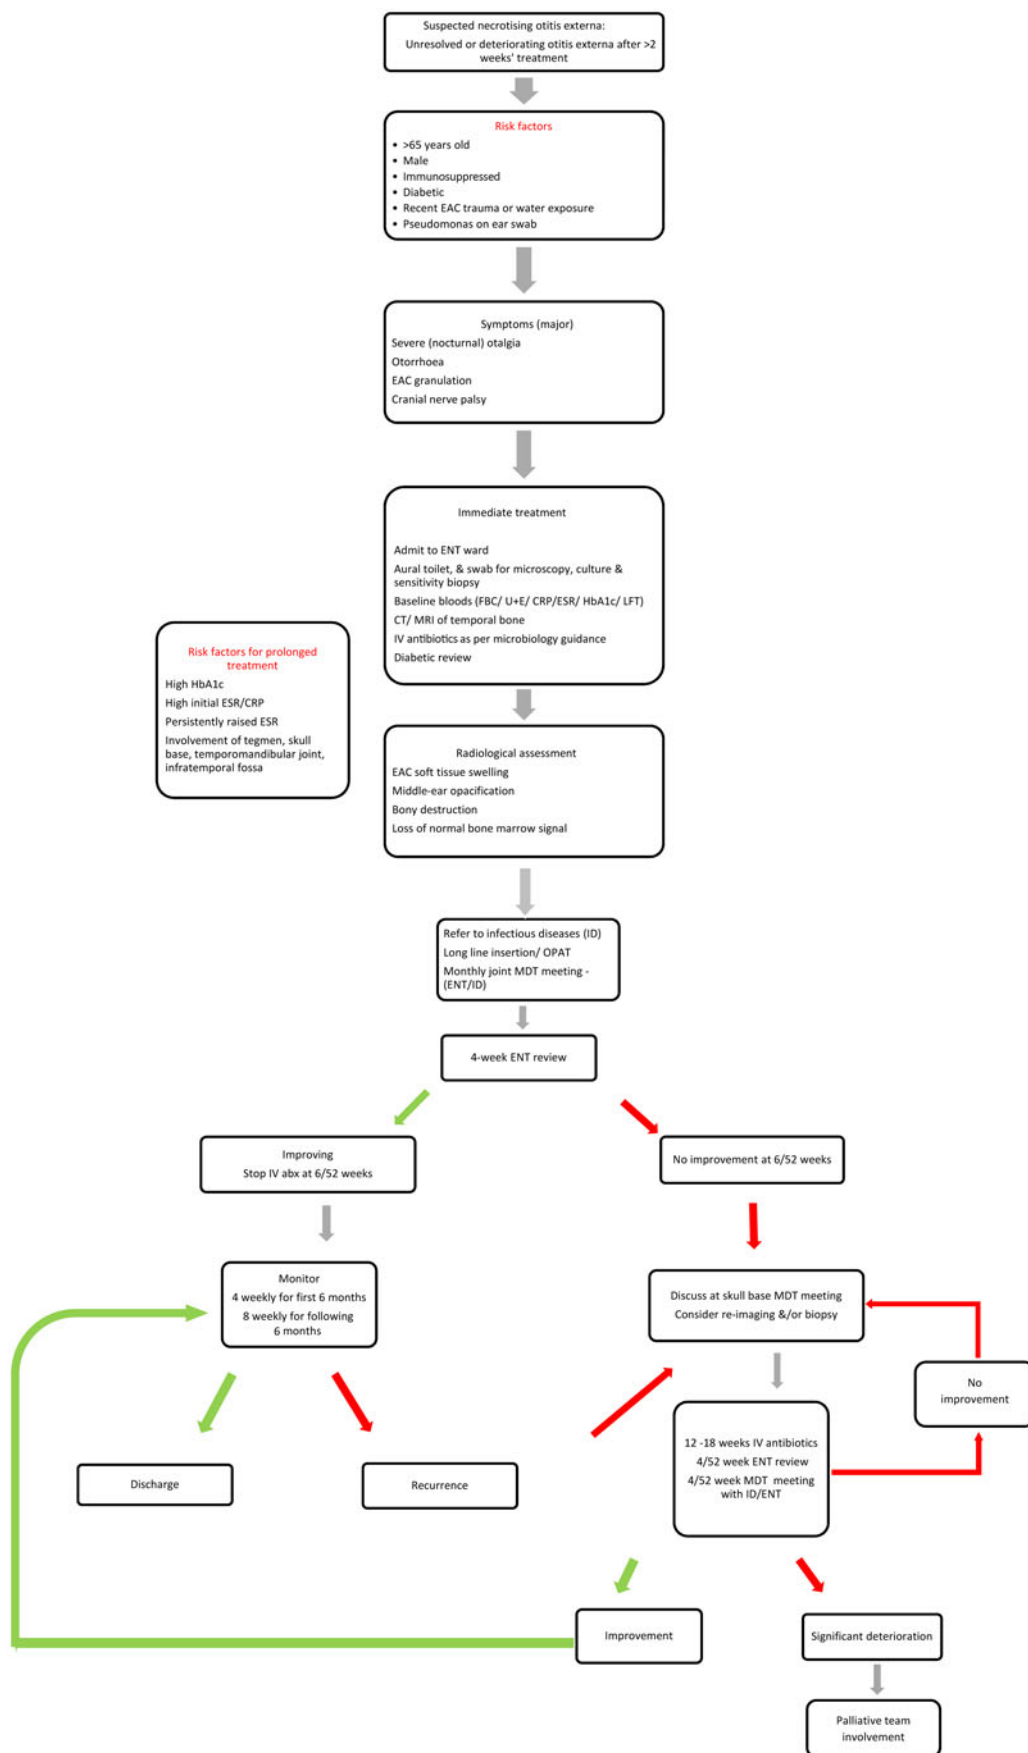 Suspected necrotising otitis externa:
Unresolved or deteriorating otitis externa after >2
weeks' treatment
Risk factors
• >65 years old
• Male
• Immunosuppressed
• Diabetic
• Recent EAC trauma or water exposure
• Pseudomonas on ear swab
Symptoms (major)
Severe (nocturnal) otalgia
Otorrhoea
EAC granulation
Cranial nerve palsy
Immediate treatment
Admit to ENT ward
Aural toilet, & swab for microscopy, culture &
sensitivity biopsy
Baseline bloods (FBC/ U+E/ CRP/ESR/ HbA1c/ LFT)
CT/ MRI of temporal bone
IV antibiotics as per microbiology guidance
Diabetic review
Risk factors for prolonged
treatment
High HbA1c
High initial ESR/CRP
Persistently raised ESR
Involvement of tegmen, skull
base, temporomandibular joint,
infratemporal fossa
Radiological assessment
EAC soft tissue swelling
Middle-ear opacification
Bony destruction
Loss of normal bone marrow signal
Refer to infectious diseases (ID)
Long line insertion/ OPAT
Monthly joint MDT meeting -
(ENT/ID)
4-week ENT review
Improving
Stop IV abx at 6/52 weeks
No improvement at 6/52 weeks
Monitor
4 weekly for first 6 months
8 weekly for following
6 months
Discuss at skull base MDT meeting
Consider re-imaging &/or biopsy
No
improvement
12 -18 weeks IV antibiotics
4/52 week ENT review
4/52 week MDT meeting
with ID/ENT
Discharge
Recurrence
Improvement
Significant deterioration
Palliative team
involvement